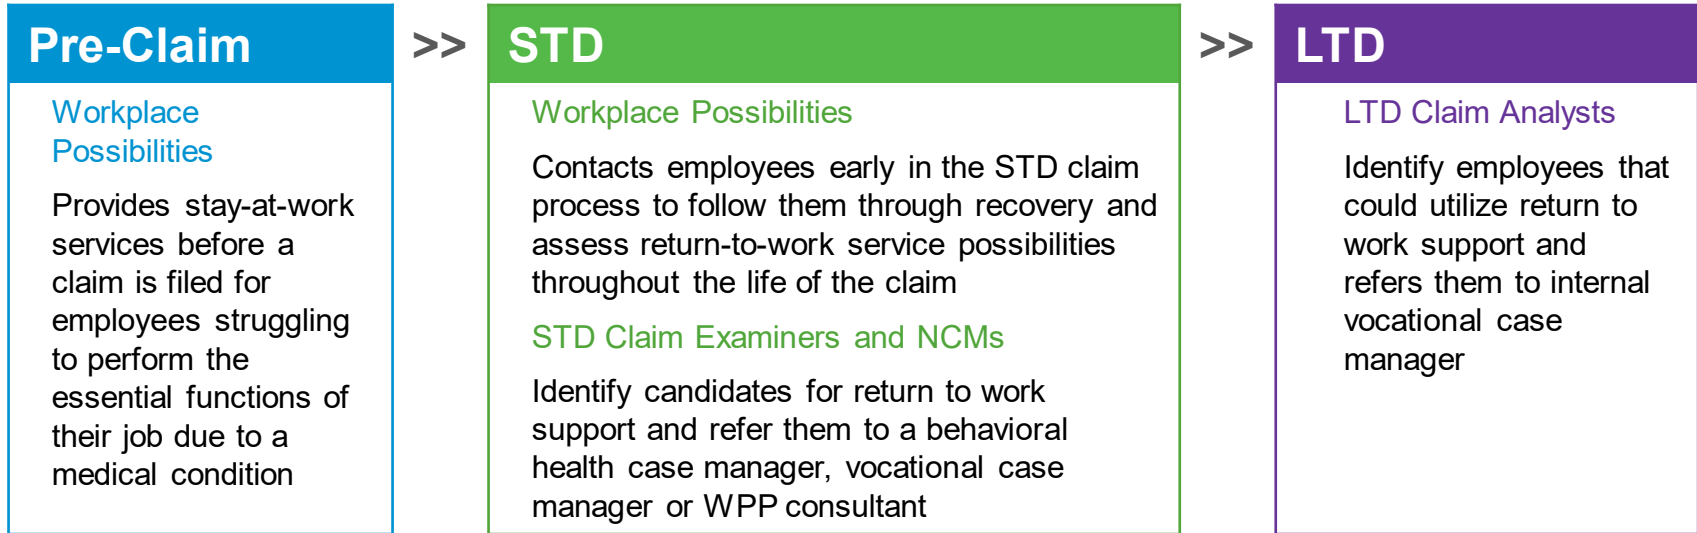 Pre-Claim
>>
STD
>>
LTD
Workplace
Possibilities
Provides stay-at-work
services before a
claim is filed for
employees struggling
to perform the
essential functions of
their job due to a
medical condition
Workplace Possibilities
Contacts employees early in the STD claim
process to follow them through recovery and
assess return-to-work service possibilities
throughout the life of the claim
STD Claim Examiners and NCMs
Identify candidates for return to work
support and refer them to a behavioral
health case manager, vocational case
manager or WPP consultant
LTD Claim Analysts
Identify employees that
could utilize return to
work support and
refers them to internal
vocational case
manager